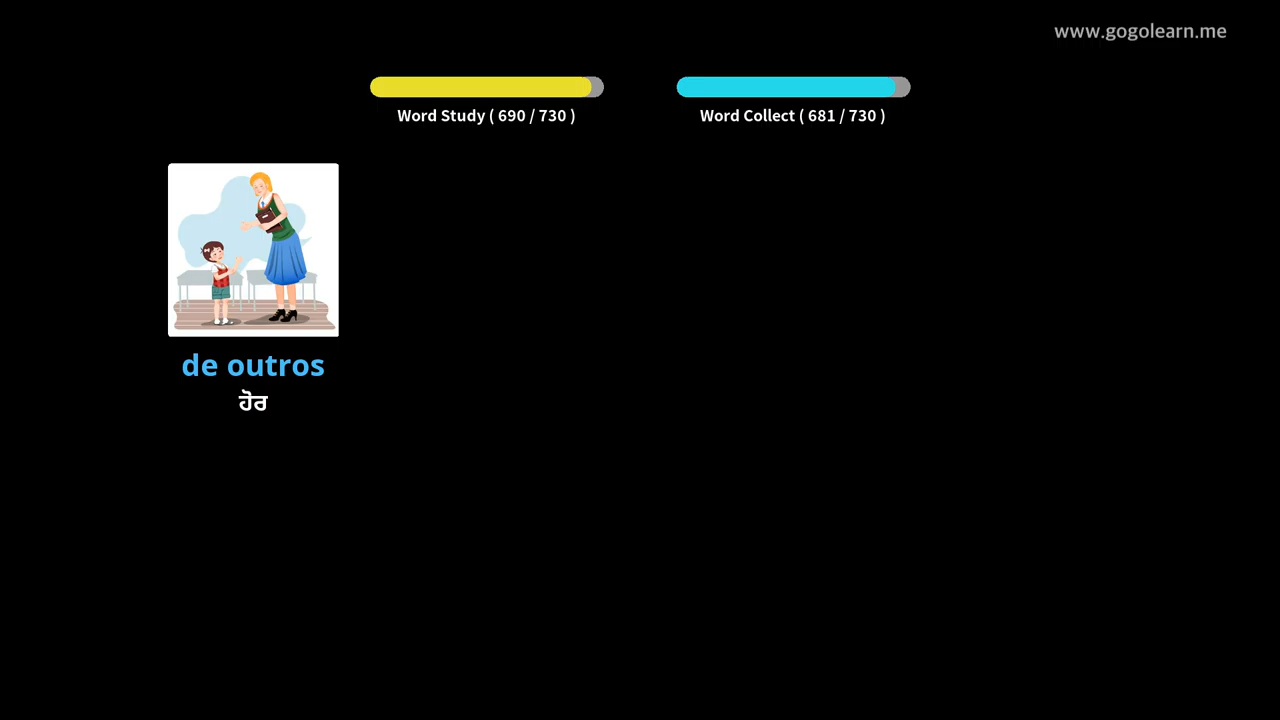 www.gogolearn.me
Word Study ( 690 / 730 )
Word Collect ( 681 / 730 )
de outros
ਹੋਰ